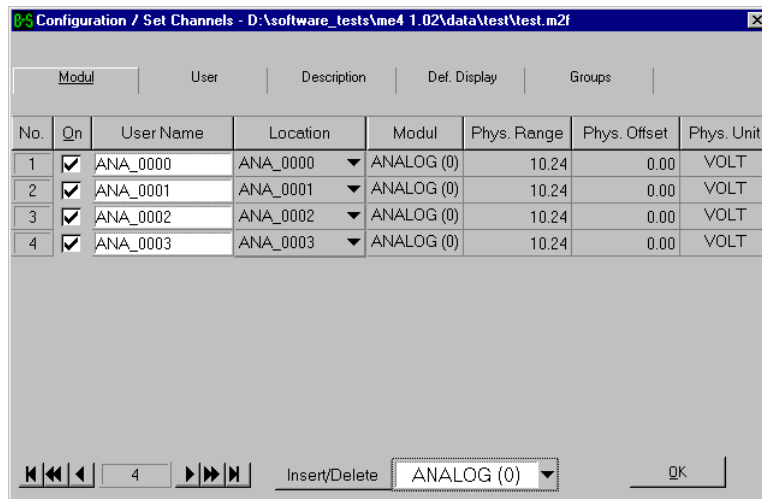 B·S Configuration / Set Channels - D:\software_tests\me4 1.02\data\test\test.m2f
Modul User Description Def. Display Groups
No. On User Name Location Modul Phys. Range Phys. Offset Phys. Unit
1 ANA_0000 ANA_0000 ANALOG (0) 10.24 0.00 VOLT
2 ANA_0001 ANA_0001 ANALOG (0) 10.24 0.00 VOLT
3 ANA_0002 ANA_0002 ANALOG (0) 10.24 0.00 VOLT
4 ANA_0003 ANA_0003 ANALOG (0) 10.24 0.00 VOLT
4 Insert/Delete ANALOG (0) OK